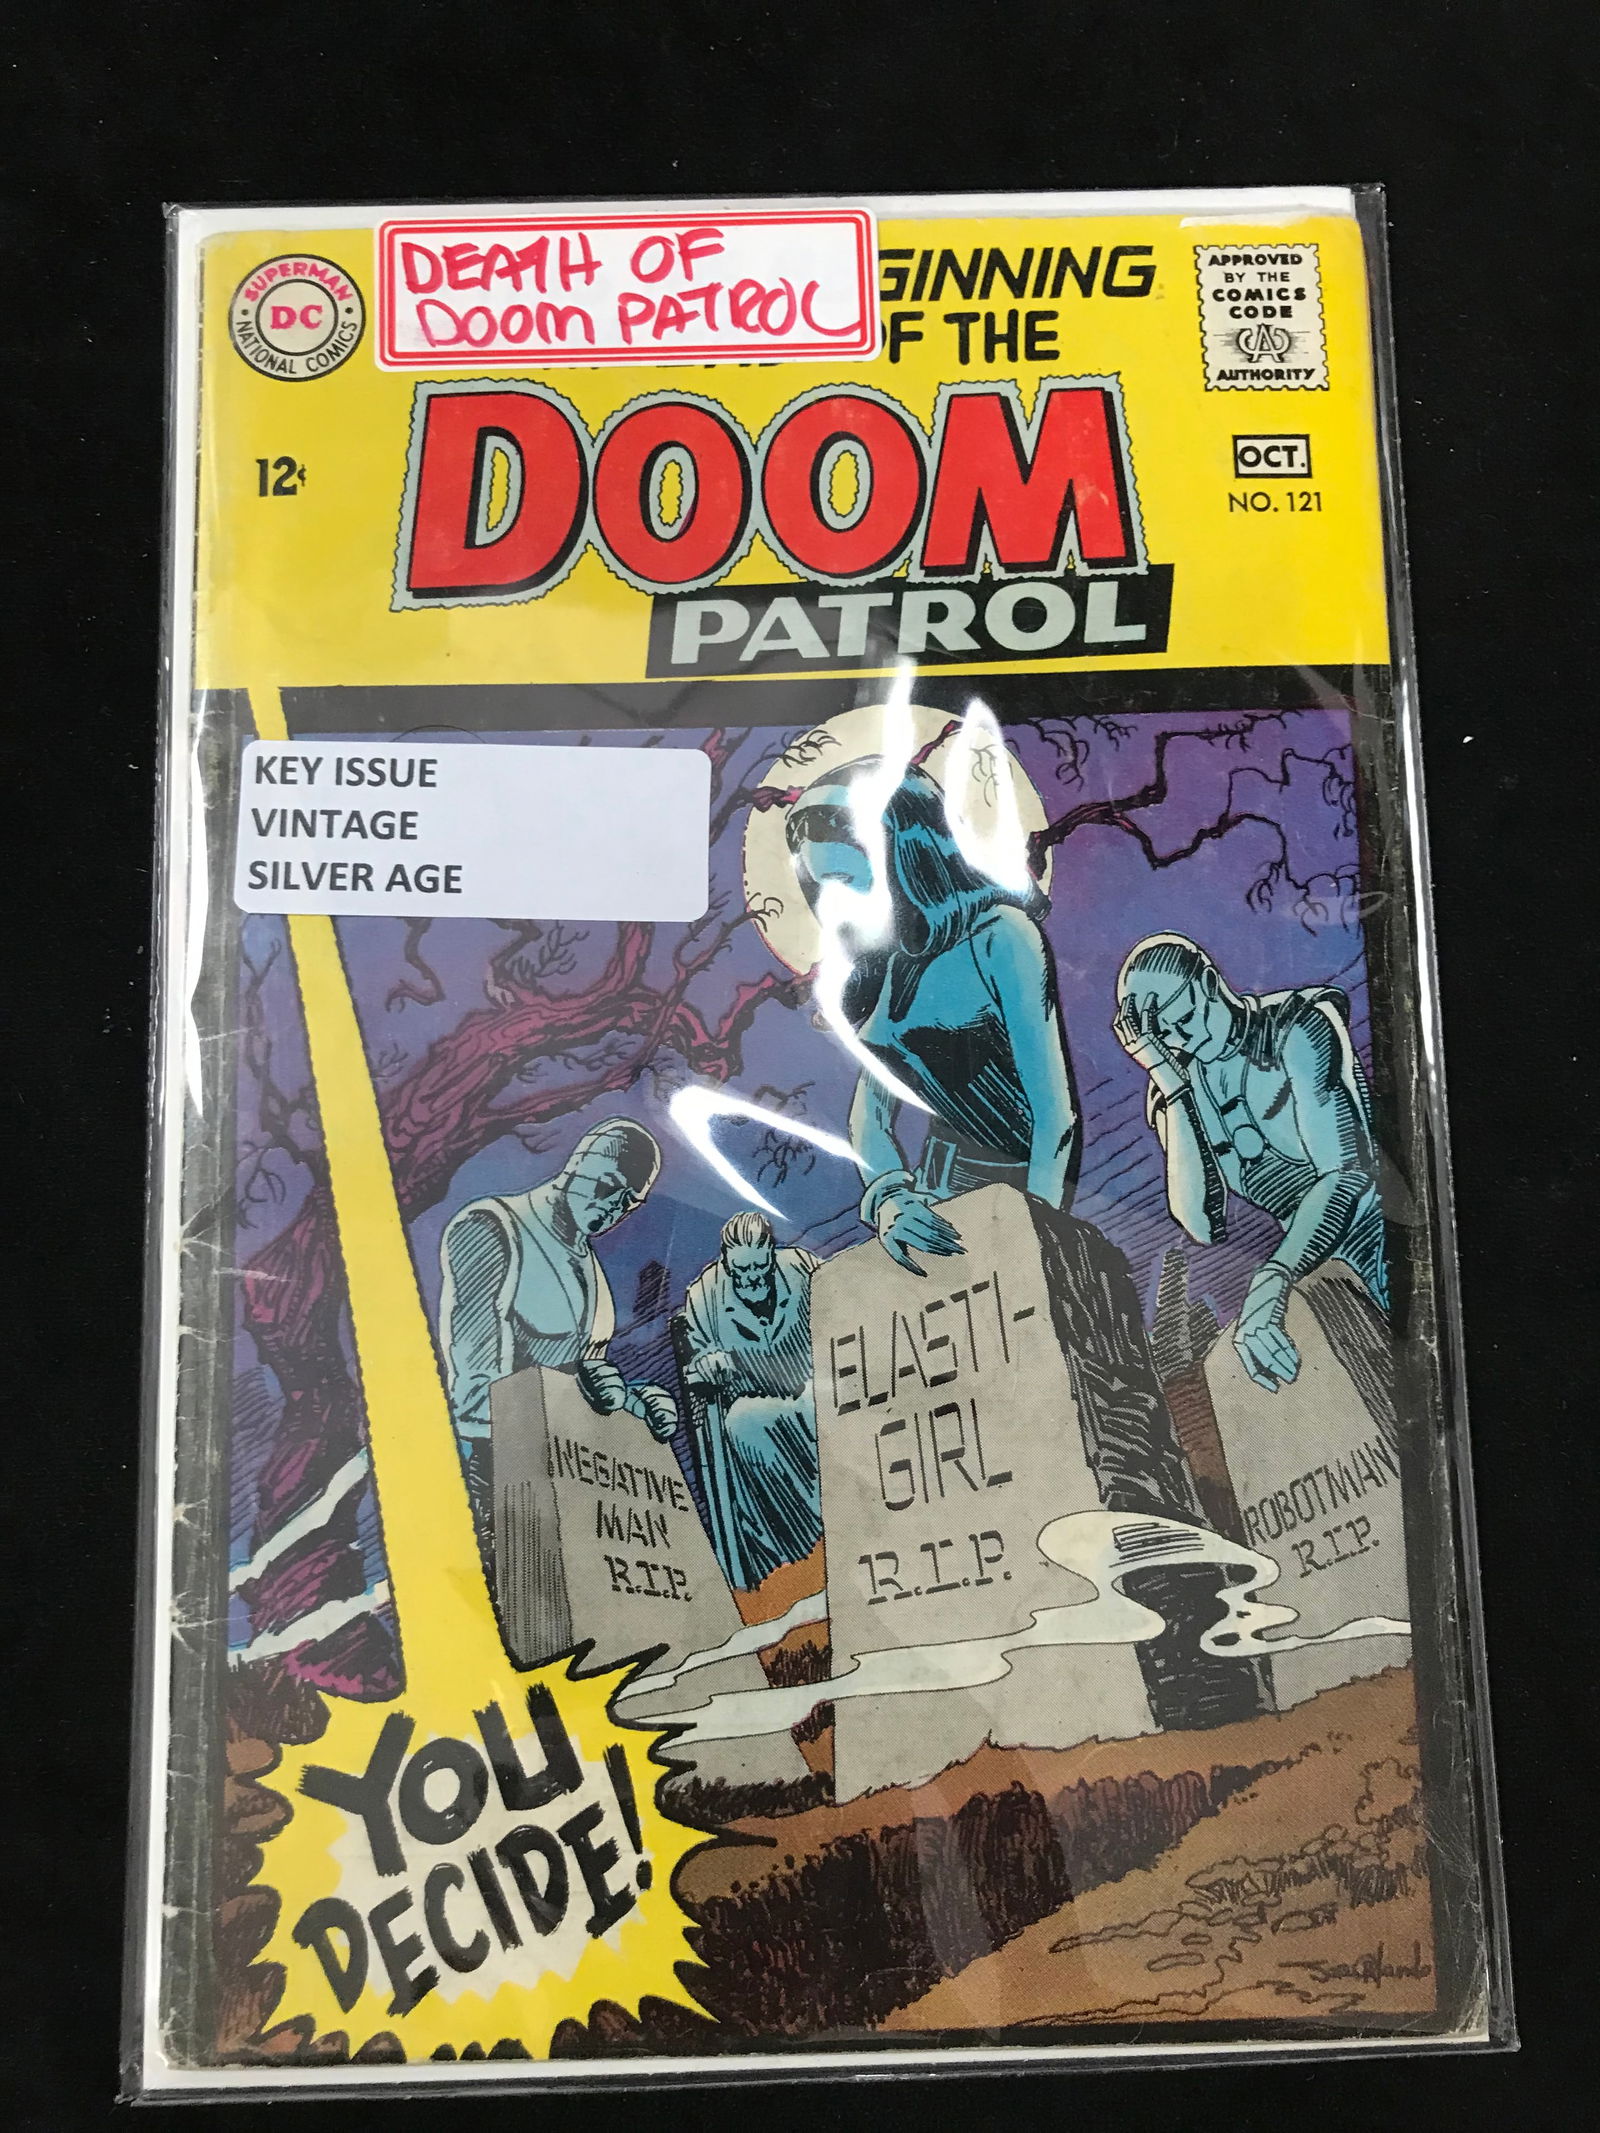 DEATH OF
DOOM PATROL
SUPERMAN
DC
NATIONAL COMICS
GINNING
OF THE
APPROVED
BY THE
COMICS
CODE
CA
AUTHORITY
12¢
DOOM
PATROL
OCT.
NO. 121
KEY ISSUE
VINTAGE
SILVER AGE
NEGATIVE
MAN
R.I.P.
ELASTI-
GIRL
R.I.P.
ROBOTMAN
R.I.P.
YOU
DECIDE!